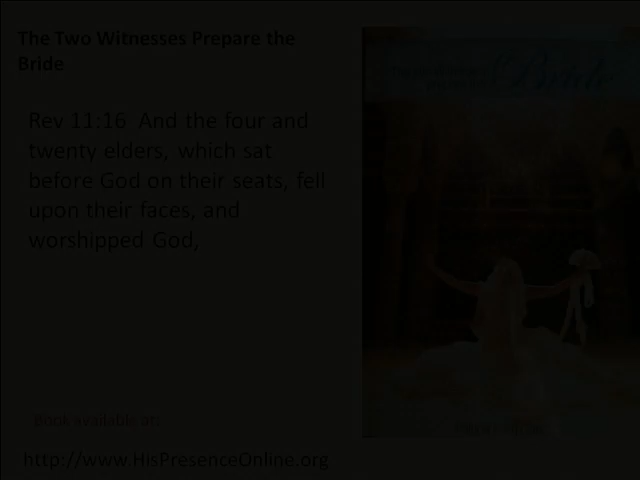 The Two Witnesses Prepare the
Bride
Rev 11:16  And the four and
twenty elders, which sat
before God on their seats, fell
upon their faces, and
worshipped God,
Bride
Book available at:
http://www.HisPresenceOnline.org